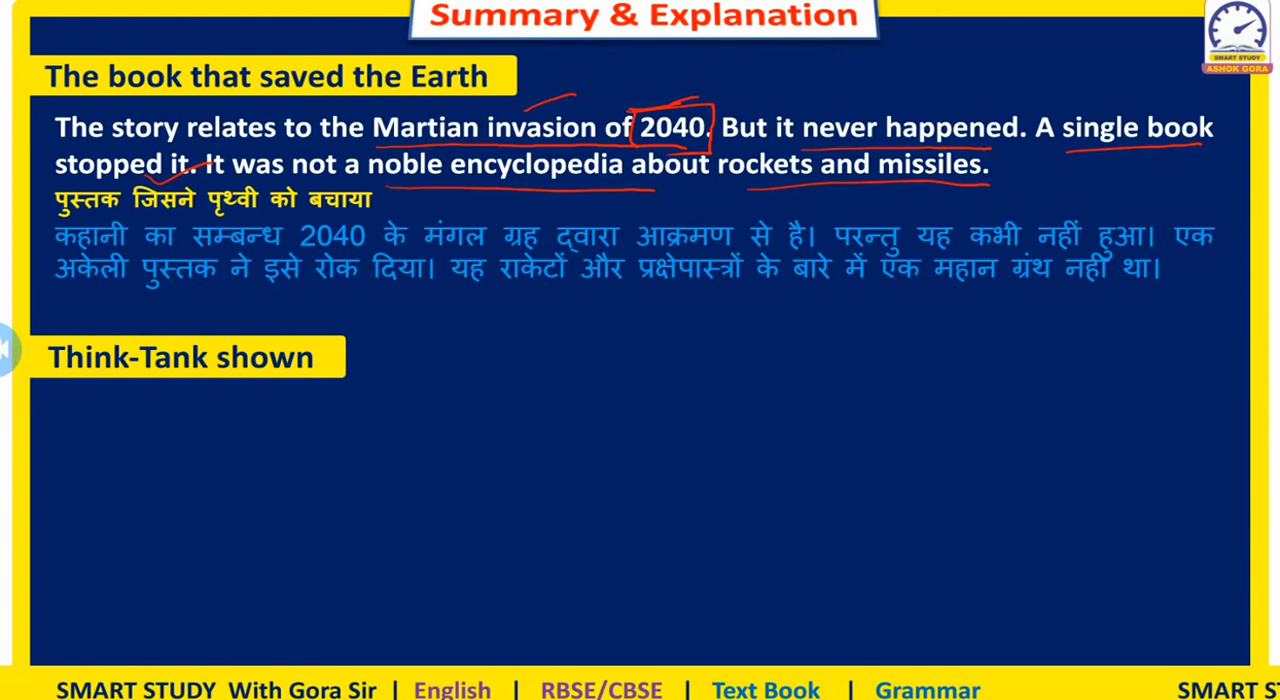 Summary & Explanation
SMART STUDY
ASHOK GORA
The book that saved the Earth
The story relates to the Martian invasion of 2040. But it never happened. A single book
stopped it. It was not a noble encyclopedia about rockets and missiles.
पुस्तक जिसने पृथ्वी को बचाया
कहानी का सम्बन्ध 2040 के मंगल ग्रह द्वारा आक्रमण से है। परन्तु यह कभी नहीं हुआ। एक
अकेली पुस्तक ने इसे रोक दिया। यह राकेटों और प्रक्षेपास्त्रों के बारे में एक महान ग्रंथ नहीं था।
Think-Tank shown
SMART STUDY With Gora Sir | English | RBSE/CBSE | Text Book | Grammar SMART ST